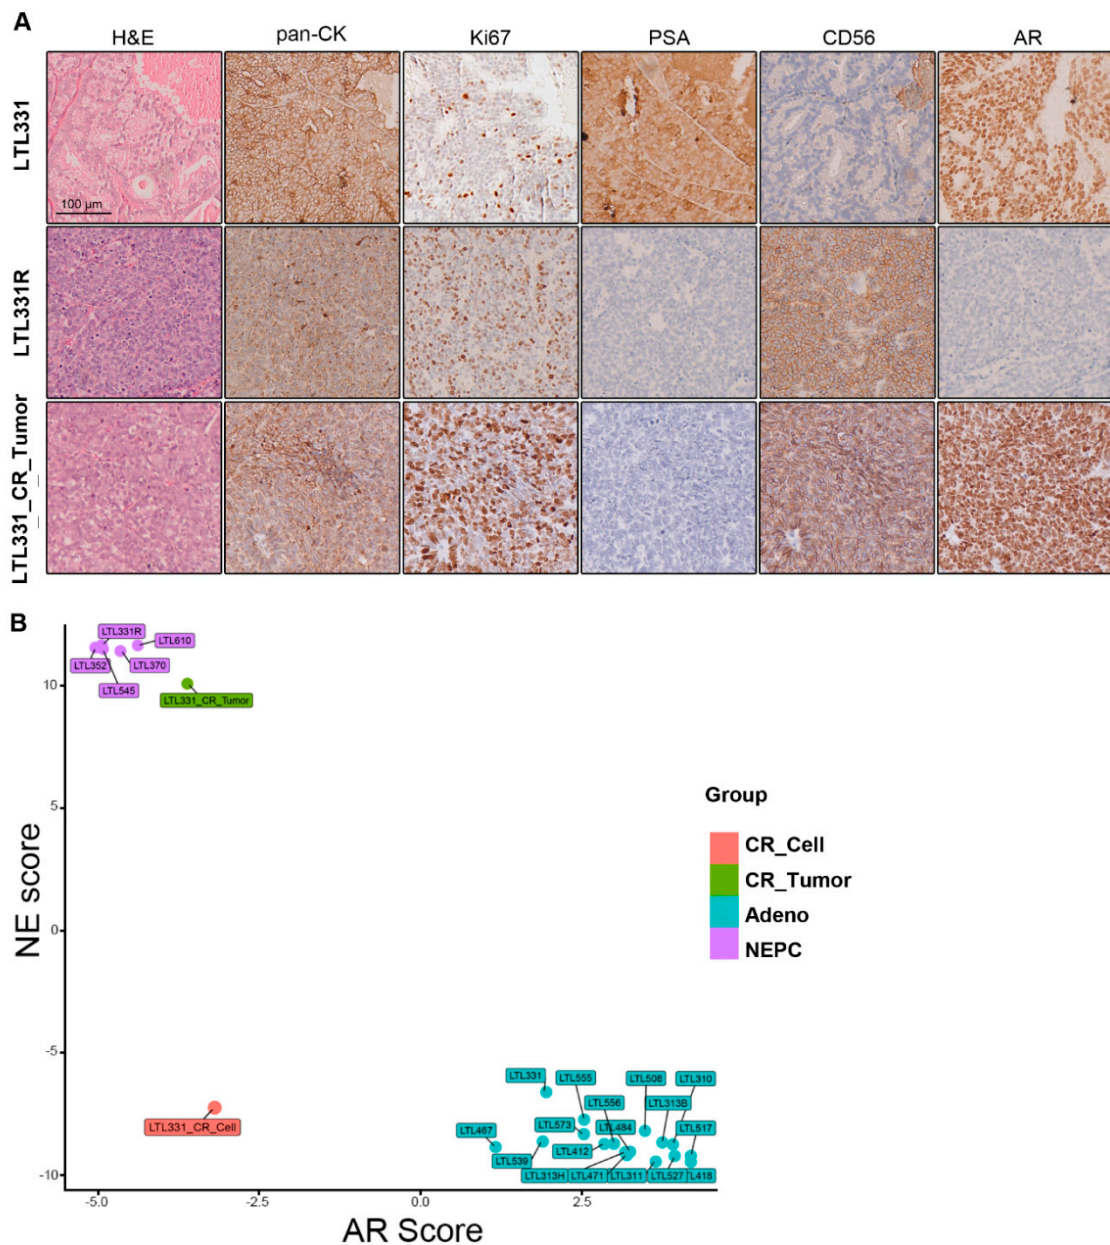 A
H&E pan-CK Ki67 PSA CD56 AR
LTL331
100 µm
LTL331R
LTL331_CR_Tumor
B
LTL331R
LTL610
LTL352
LTL370
LTL545
LTL331_CR_Tumor
10
5
0
-5
-10
NE score
Group
CR_Cell
CR_Tumor
Adeno
NEPC
LTL331_CR_Cell
LTL331
LTL555
LTL508
LTL310
LTL556
LTL313B
LTL467
LTL573
LTL484
LTL517
LTL539
LTL412
LTL313H
LTL471
LTL311
LTL527
L418
-5.0 -2.5 0.0 2.5
AR Score